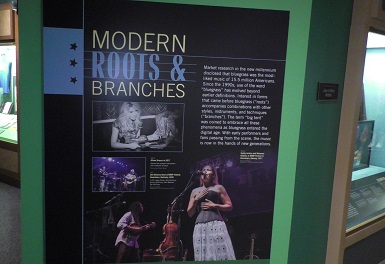 MODERN
ROOTS &
BRANCHES
Market research in the new millennium
disclosed that bluegrass was the most-
liked music of 15.6 million Americans.
Since the 1990s, use of the word
"bluegrass" has evolved beyond
earlier definitions. Interest in forms
that came before bluegrass ("roots")
accompanied combinations with other
styles, instruments, and techniques
("branches"). The term "big tent"
was coined to embrace all these
phenomena as bluegrass entered the
digital age. With early performers and
fans passing from the scene, the music
is now in the hands of new generations.